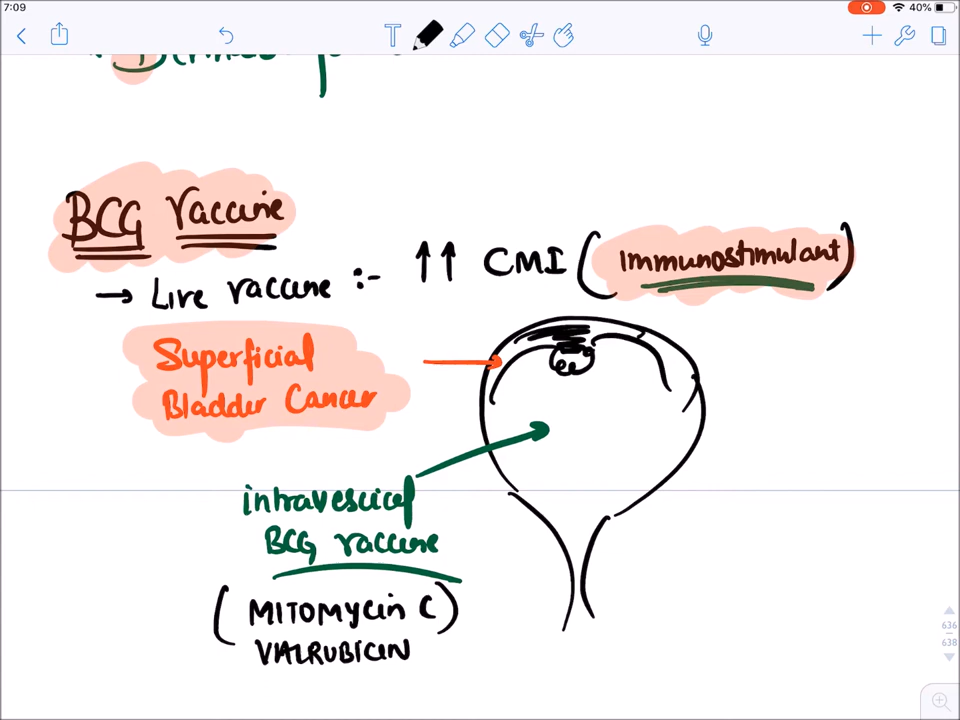 7:09
40%
T
BCG Vaccine
→ Live vaccine :- ↑↑ CMI (immunostimulant)
Superficial
Bladder Cancer
intravesical
BCG vaccine
(MITOMYcin C)
VALRUBICIN
636
638